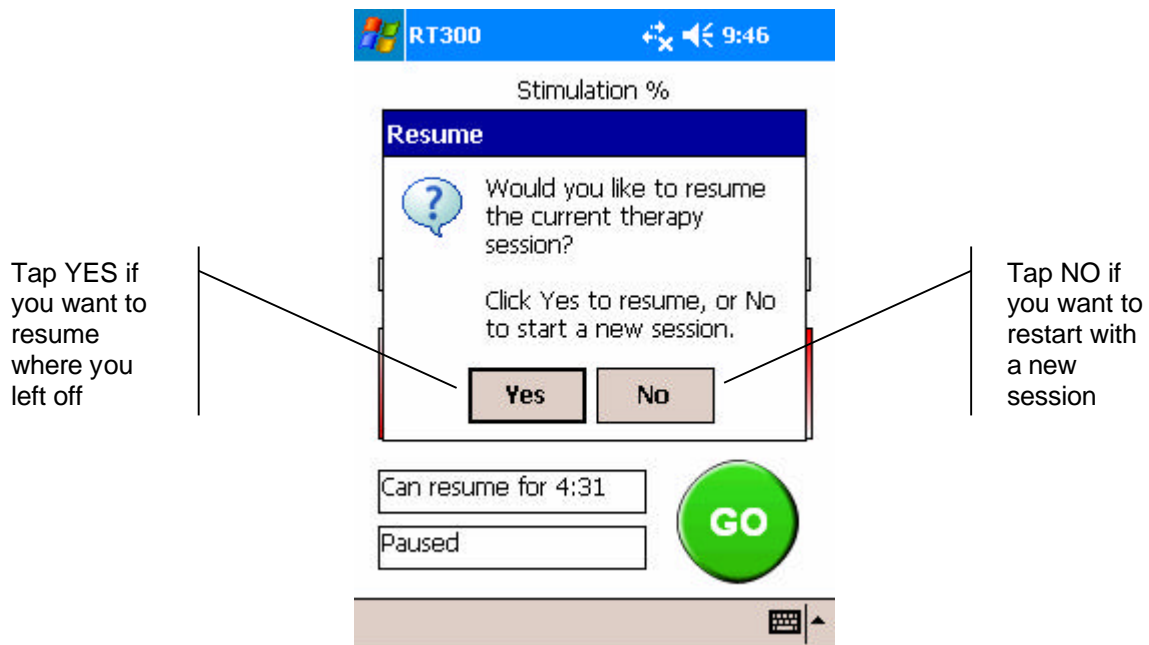 RT300 9:46
Stimulation %
Resume
Would you like to resume
the current therapy
session?
Click Yes to resume, or No
to start a new session.
Yes No
Tap YES if
you want to
resume
where you
left off
Tap NO if
you want to
restart with
a new
session
Can resume for 4:31
Paused
GO